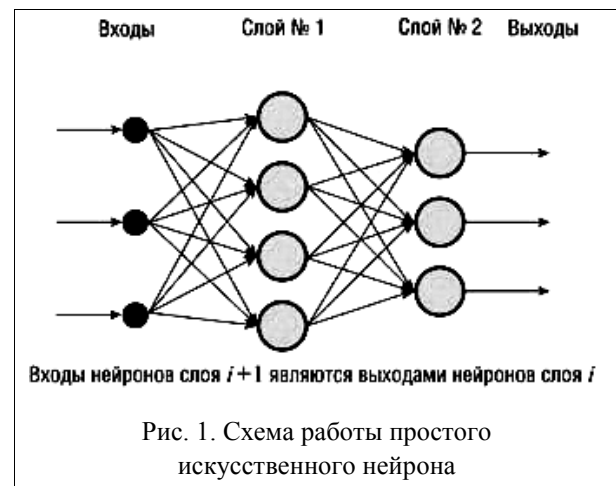 Входы Слой № 1 Слой № 2 Выходы
Входы нейронов слоя i+1 являются выходами нейронов слоя i
Рис. 1. Схема работы простого
искусственного нейрона